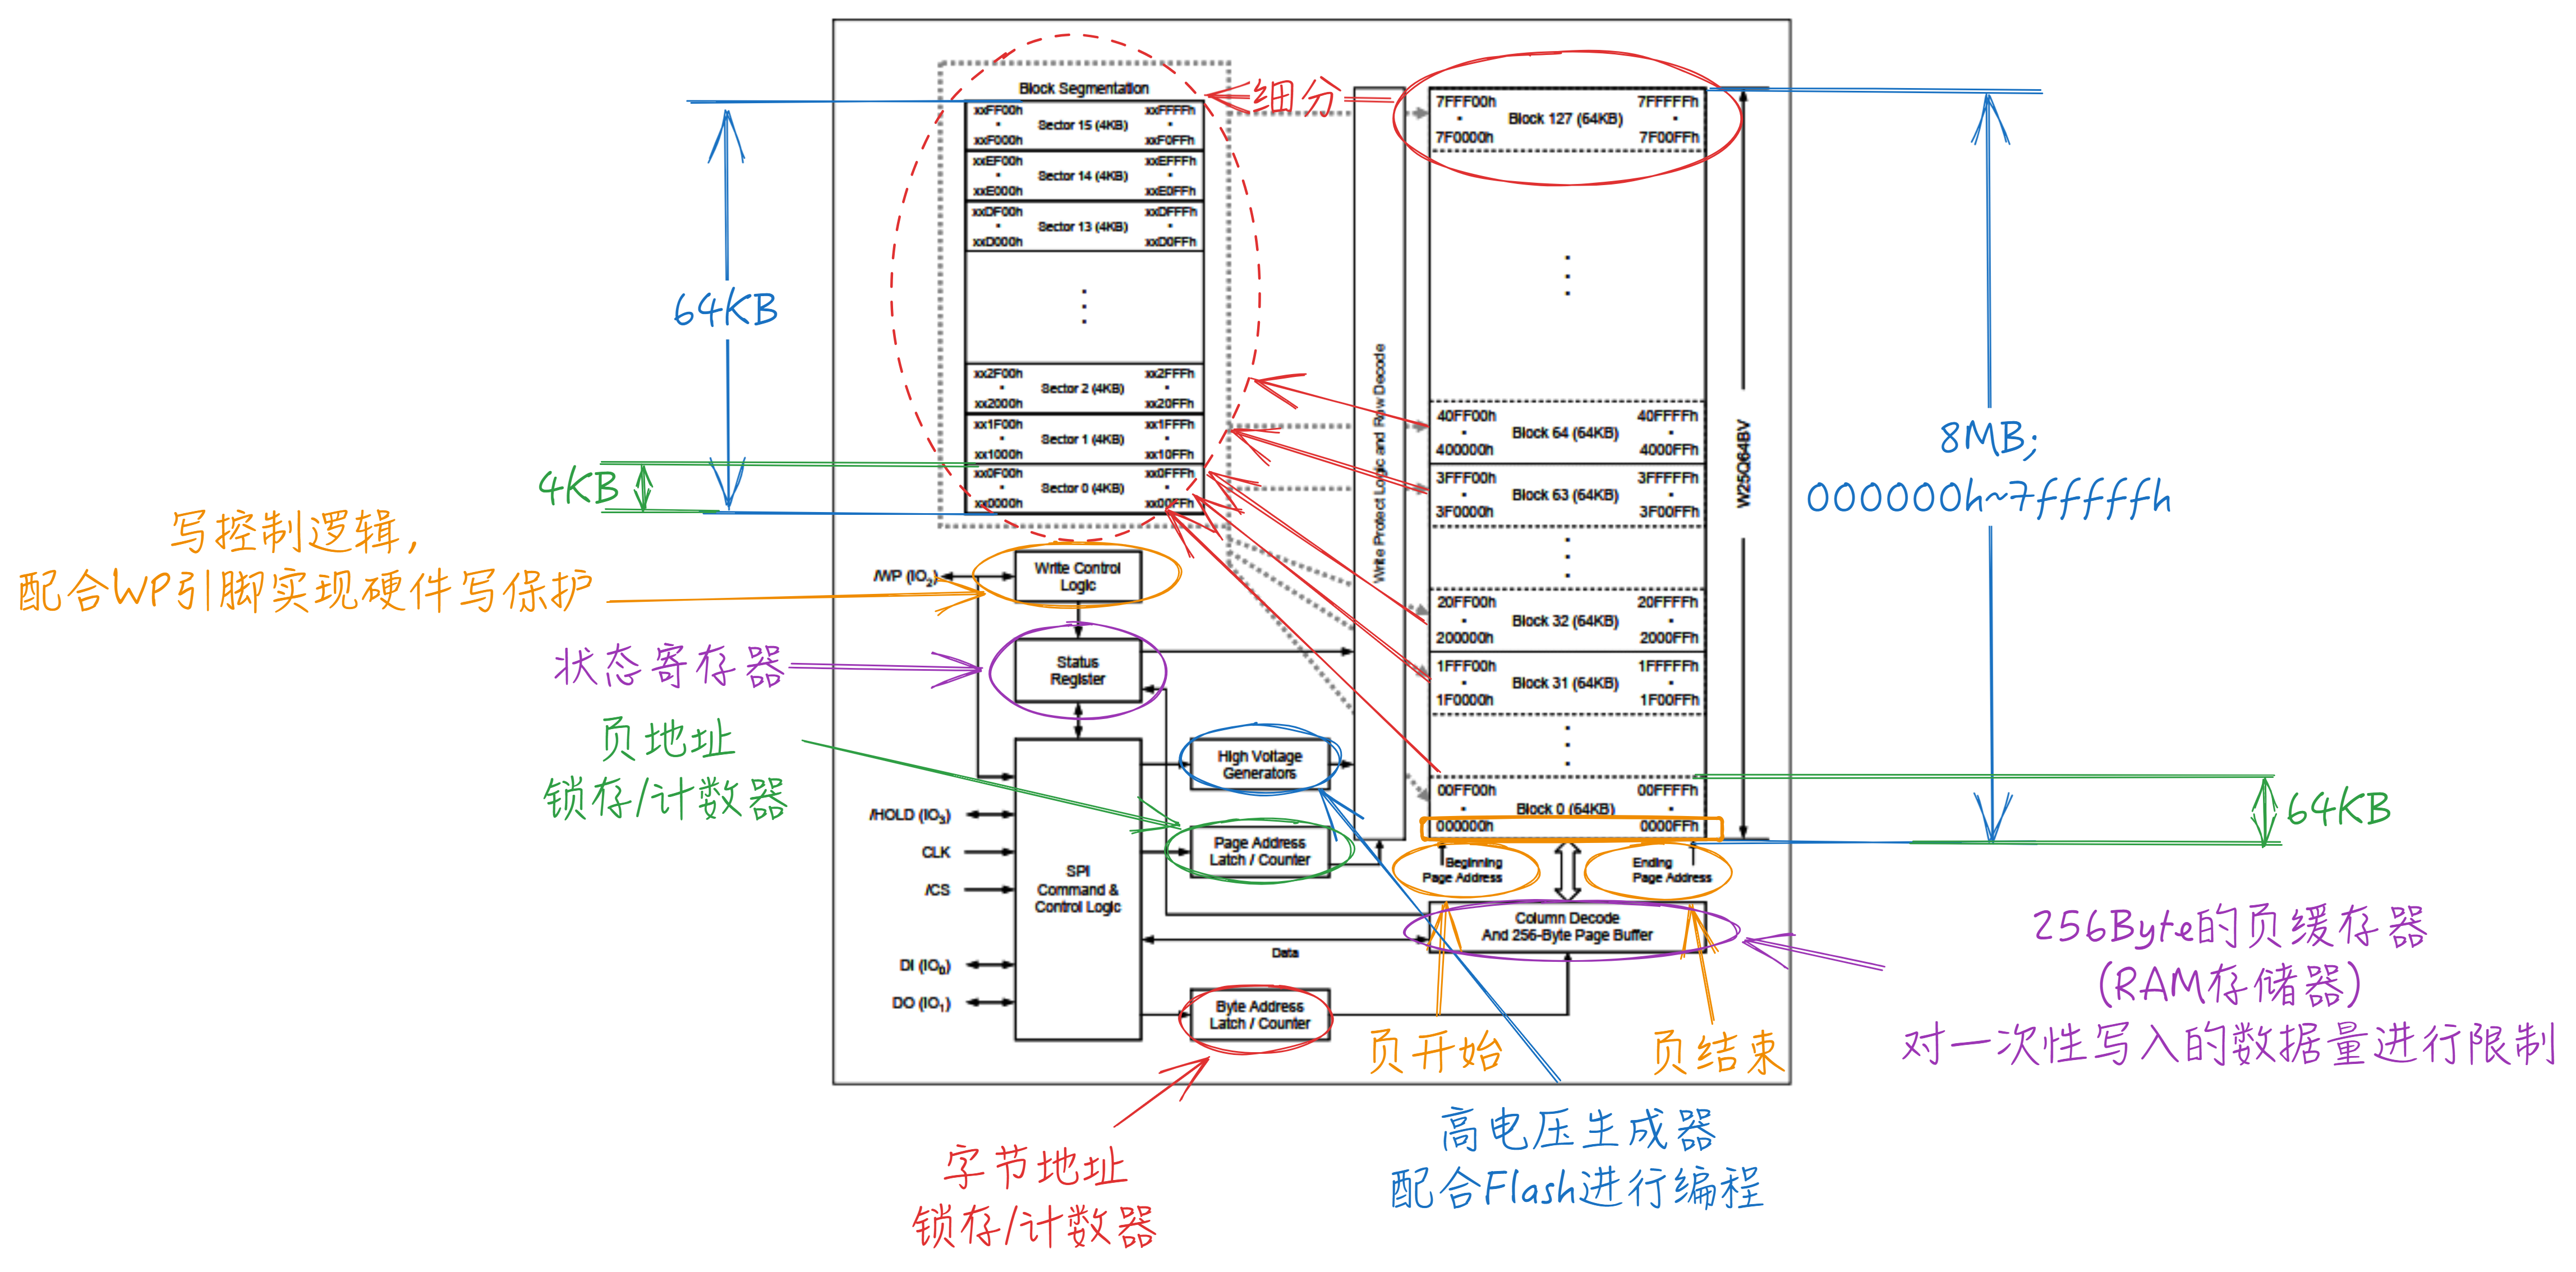 Block Segmentation
xxFF00h xxFFFFh
Sector 15 (4KB)
xxF000h xxF0FFh
xxEF00h xxEFFFh
Sector 14 (4KB)
xxE000h xxE0FFh
xxDF00h xxDFFFh
Sector 13 (4KB)
xxD000h xxD0FFh
xx2F00h xx2FFFh
Sector 2 (4KB)
xx2000h xx20FFh
xx1F00h xx1FFFh
Sector 1 (4KB)
xx1000h xx10FFh
xx0F00h xx0FFFh
Sector 0 (4KB)
xx0000h xx00FFh
64KB
4KB
细分
7FFF00h 7FFFFFh
Block 127 (64KB)
7F0000h 7F00FFh
40FF00h 40FFFFh
Block 64 (64KB)
400000h 4000FFh
3FFF00h 3FFFFFh
Block 63 (64KB)
3F0000h 3F00FFh
20FF00h 20FFFFh
Block 32 (64KB)
200000h 2000FFh
1FFF00h 1FFFFFh
Block 31 (64KB)
1F0000h 1F00FFh
00FF00h 00FFFFh
Block 0 (64KB)
000000h 0000FFh
Write Protect Logic and Row Decode
W25Q64BV
8MB;
000000h~7fffffh
64KB
写控制逻辑,
配合WP引脚实现硬件写保护
/WP (IO2)
Write Control
Logic
状态寄存器
Status
Register
页地址
锁存/计数器
High Voltage
Generators
/HOLD (IO3)
CLK
/CS
DI (IO0)
DO (IO1)
SPI
Command &
Control Logic
Page Address
Latch / Counter
Beginning
Page Address
Ending
Page Address
Column Decode
And 256-Byte Page Buffer
Data
Byte Address
Latch / Counter
页开始
页结束
256Byte的页缓存器
(RAM存储器)
对一次性写入的数据量进行限制
高电压生成器
配合Flash进行编程
字节地址
锁存/计数器